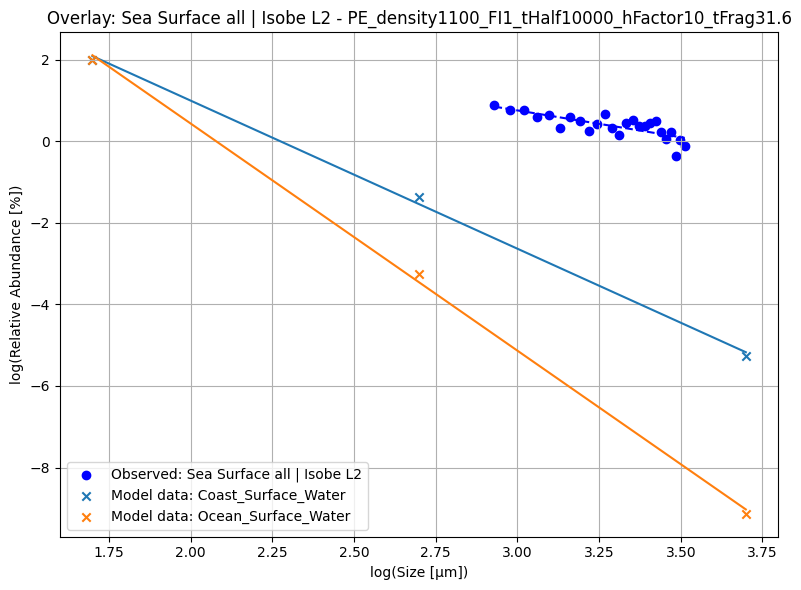 Overlay: Sea Surface all | Isobe L2 - PE_density1100_FI1_tHalf10000_hFactor10_tFrag31.6
log(Relative Abundance [%])
2
0
−2
−4
−6
−8
Observed: Sea Surface all | Isobe L2
Model data: Coast_Surface_Water
Model data: Ocean_Surface_Water
1.75 2.00 2.25 2.50 2.75 3.00 3.25 3.50 3.75
log(Size [μm])